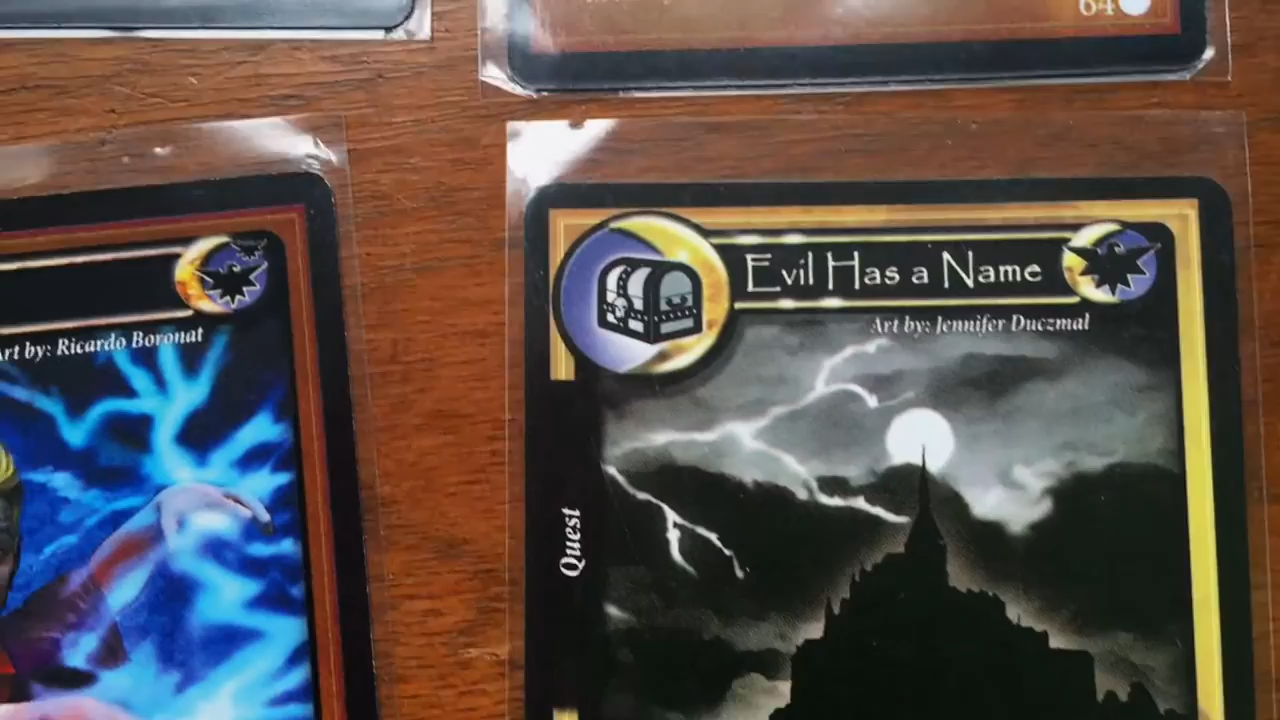 64
Evil Has a Name
Art by: Jennifer Duczmal
Art by: Ricardo Boronat
Quest